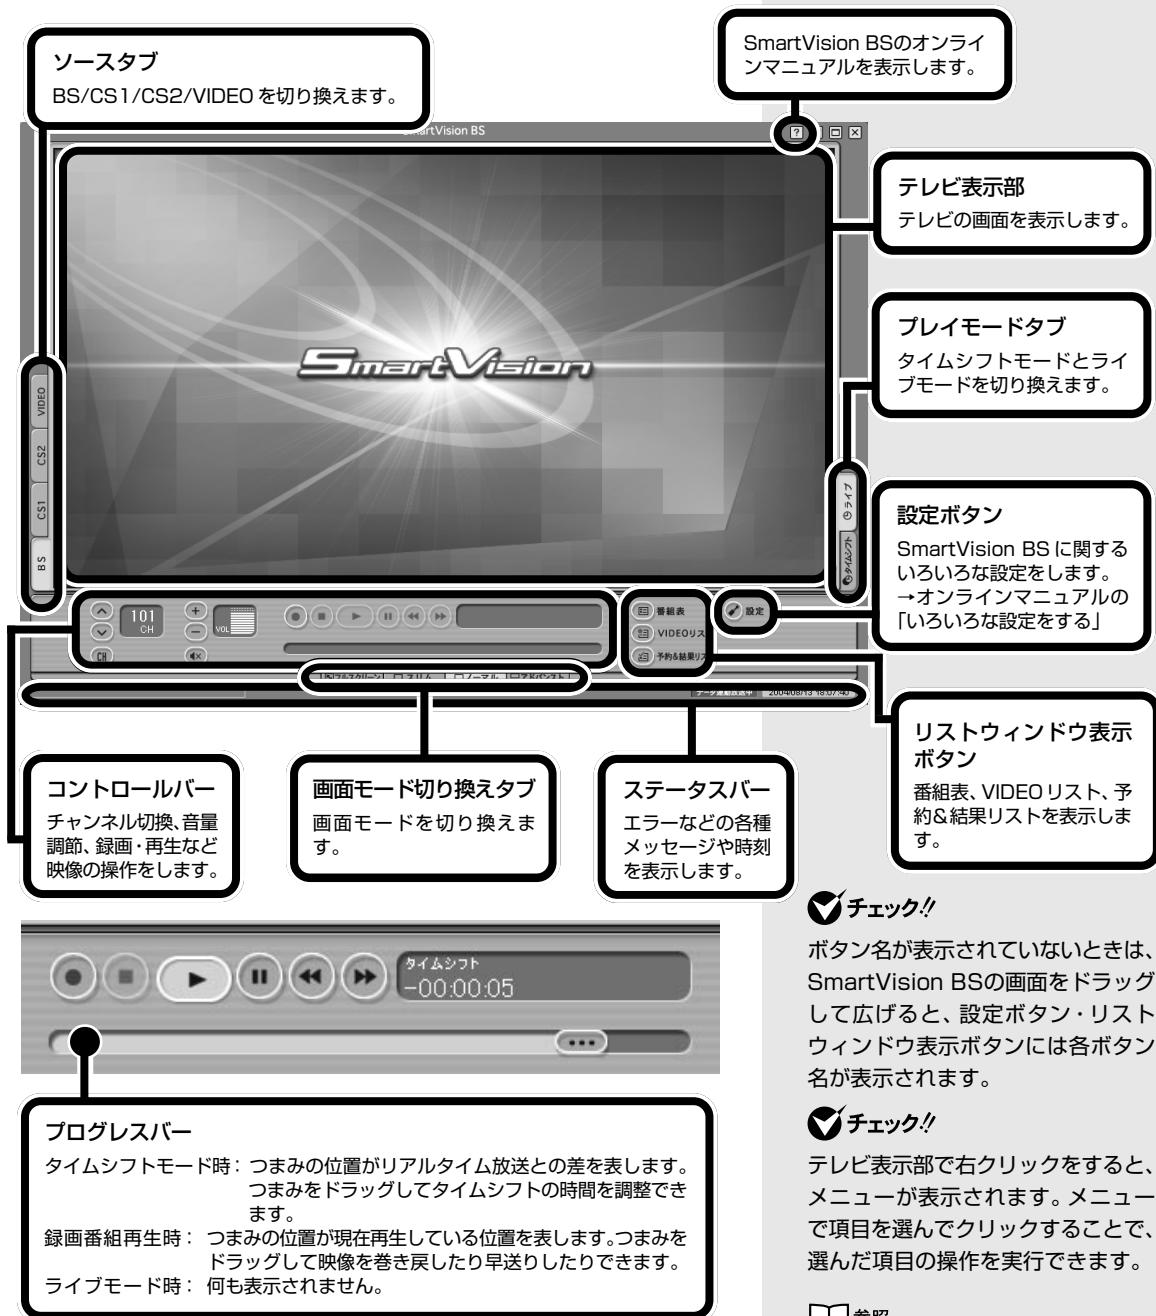 ソースタブ
BS/CS1/CS2/VIDEO を切り換えます。
SmartVision BSのオンライ
ンマニュアルを表示します。
SmartVision BS
?
テレビ表示部
テレビの画面を表示します。
プレイモードタブ
タイムシフトモードとライ
ブモードを切り換えます。
SmartVision
VIDEO
CS2
CS1
BS
ライブ
タイムシフト
設定ボタン
SmartVision BS に関する
いろいろな設定をします。
→オンラインマニュアルの
「いろいろな設定をする」
101
CH
CH
VOL
番組表
VIDEOリス
予約&結果リス
設定
フルスクリーン
スリム
ノーマル
アドバンスト
データ連動放送中
2004/08/13 18:07:40
リストウィンドウ表示
ボタン
番組表、VIDEO リスト、予
約&結果リストを表示しま
す。
コントロールバー
チャンネル切換、音量
調節、録画・再生など
映像の操作をします。
画面モード切り換えタブ
画面モードを切り換えま
す。
ステータスバー
エラーなどの各種
メッセージや時刻
を表示します。
タイムシフト
-00:00:05
プログレスバー
タイムシフトモード時： つまみの位置がリアルタイム放送との差を表します。
つまみをドラッグしてタイムシフトの時間を調整でき
ます。
録画番組再生時： つまみの位置が現在再生している位置を表します。つまみを
ドラッグして映像を巻き戻したり早送りしたりできます。
ライブモード時： 何も表示されません。
チェック!!
ボタン名が表示されていないときは、
SmartVision BSの画面をドラッグ
して広げると、設定ボタン・リスト
ウィンドウ表示ボタンには各ボタン
名が表示されます。
チェック!!
テレビ表示部で右クリックをすると、
メニューが表示されます。メニュー
で項目を選んでクリックすることで、
選んだ項目の操作を実行できます。
参照